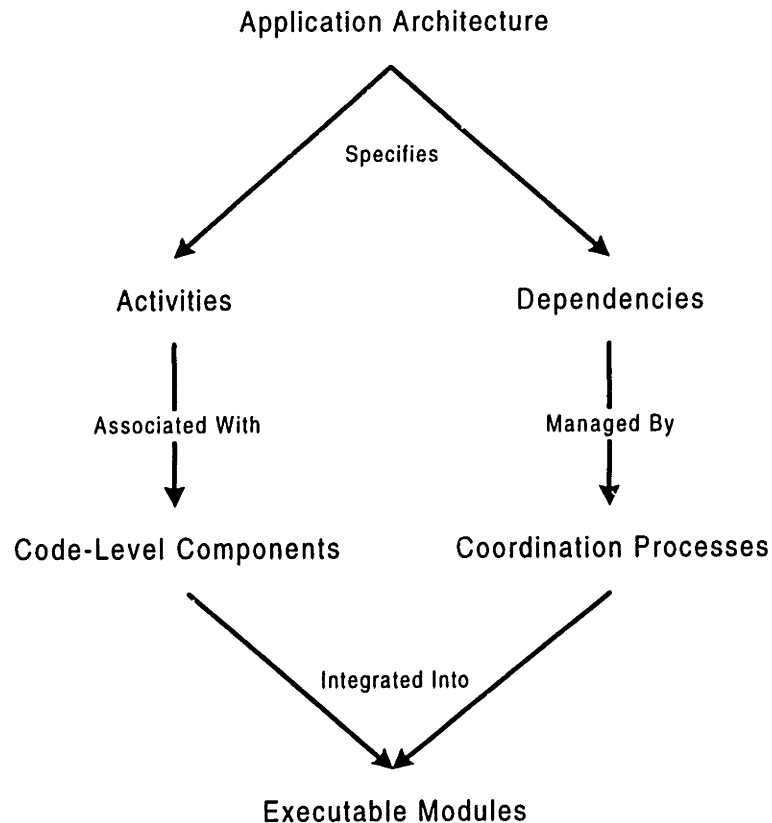 Application Architecture
Specifies
Activities
Dependencies
Associated With
Managed By
Code-Level Components
Coordination Processes
Integrated Into
Executable Modules